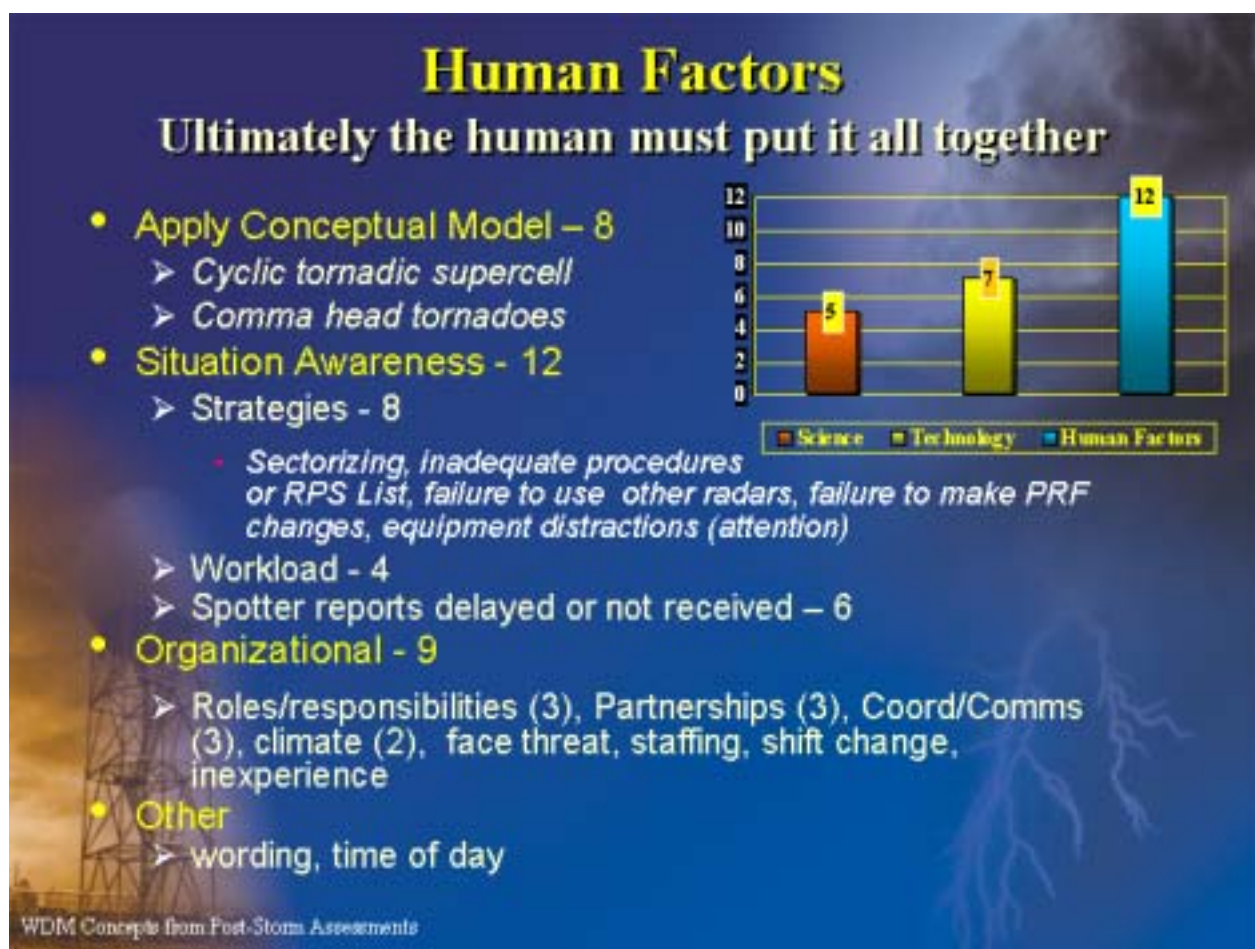 Human Factors
Ultimately the human must put it all together
• Apply Conceptual Model – 8
➢ Cyclic tornadic supercell
➢ Comma head tornadoes
• Situation Awareness - 12
➢ Strategies - 8
- Sectorizing, inadequate procedures
or RPS List, failure to use other radars, failure to make PRF
changes, equipment distractions (attention)
➢ Workload - 4
➢ Spotter reports delayed or not received – 6
• Organizational - 9
➢ Roles/responsibilities (3), Partnerships (3), Coord/Comms
(3), climate (2), face threat, staffing, shift change,
inexperience
• Other
➢ wording, time of day
12
10
8
6
4
2
0
5
7
12
Science Technology Human Factors
WDM Concepts from Post-Storm Assessments